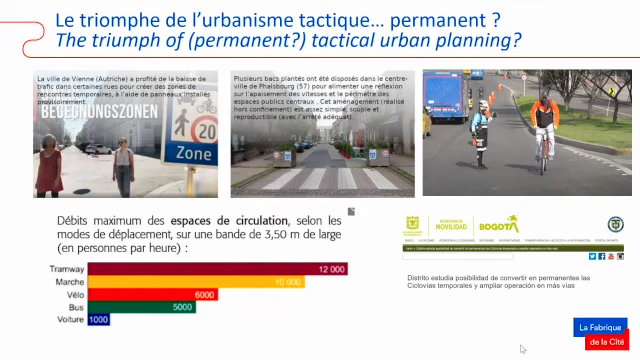 Le triomphe de l’urbanisme tactique… permanent ?
The triumph of (permanent?) tactical urban planning?
La ville de Vienne (Autriche) a profité de la baisse de
trafic dans certaines rues pour créer des zones de
rencontres temporaires, à l'aide de panneaux installés
provisoirement.
BEGEGNUNGSZONEN
20
Zone
Plusieurs bacs plantés ont été disposés dans le centre-
ville de Phalsbourg (57) pour alimenter une réflexion
sur l'apaisement des vitesses et le périmètre des
espaces publics centraux . Cet aménagement (réalisé
hors confinement) est assez simple, souple et
reproductible (avec l'arrêté adéquat).
Débits maximum des espaces de circulation, selon les
modes de déplacement, sur une bande de 3,50 m de large
(en personnes par heure) :
Tramway 12 000
Marche 10 000
Vélo 6000
Bus 5000
Voiture 1000
MOVILIDAD
BOGOTA
Distrito estudia posibilidad de convertir en permanentes las
Ciclovías temporales y ampliar operación en más vías
La Fabrique
de la Cité